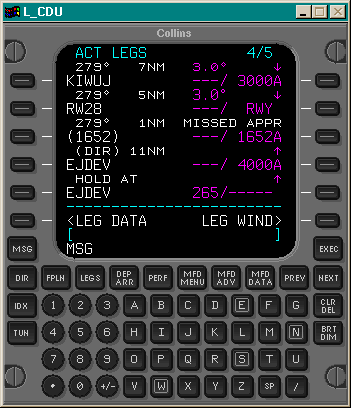 L_CDU
Collins
ACT LEGS 4/5
279° 7NM 3.0° ↓
KIWUJ ---/ 3000A
279° 5NM 3.0° ↓
RW28 ---/ RWY
279° 1NM MISSED APPR
(1652) ---/ 1652A
(DIR) 11NM ↑
EJDEV ---/ 4000A
HOLD AT ↑
EJDEV 265/-----
--------------------------
<LEG DATA LEG WIND>
[ ]
MSG
MSG EXEC
DIR FPLN LEGS DEP ARR PERF MFD MENU MFD ADV MFD DATA PREV NEXT
IDX 1 2 3 A B C D E F G CLR DEL
TUN 4 5 6 H I J K L M N BRT DIM
7 8 9 O P Q R S T U
• 0 +/- V W X Y Z SP /